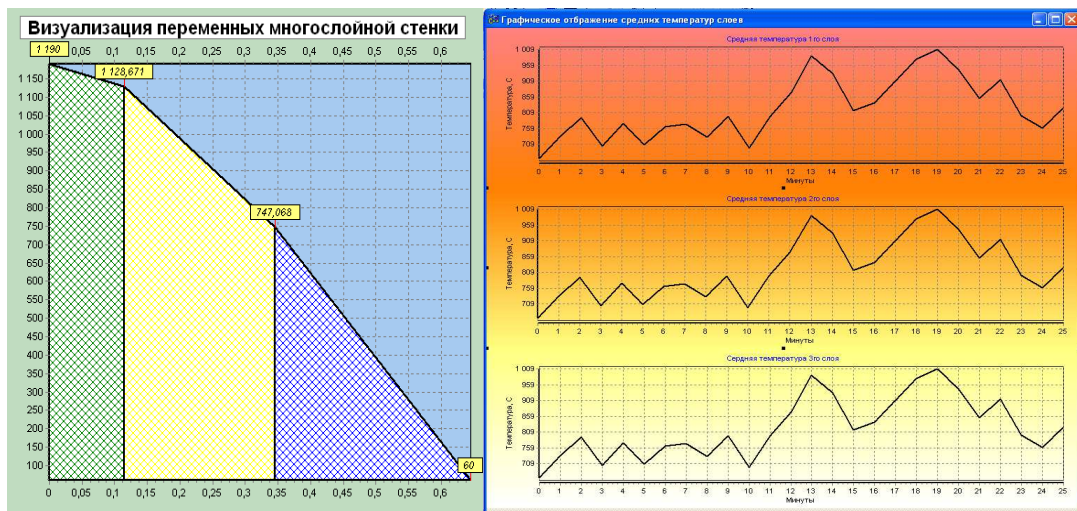 Визуализация переменных многослойной стенки
1 190 0,05 0,1 0,15 0,2 0,25 0,3 0,35 0,4 0,45 0,5 0,55 0,6
1 128,671
747,068
60
1 150
1 100
1 050
1 000
950
900
850
800
750
700
650
600
550
500
450
400
350
300
250
200
150
100
0 0,05 0,1 0,15 0,2 0,25 0,3 0,35 0,4 0,45 0,5 0,55 0,6
Графическое отбражение средних температур слоев
Средняя температура 1го слоя
Температура, С
1 009
959
909
859
809
759
709
0 1 2 3 4 5 6 7 8 9 10 11 12 13 14 15 16 17 18 19 20 21 22 23 24 25
Минуты
Средняя температура 2го слоя
Температура, С
1 009
959
909
859
809
759
709
0 1 2 3 4 5 6 7 8 9 10 11 12 13 14 15 16 17 18 19 20 21 22 23 24 25
Минуты
Сердняя температура 3го слоя
Температура, С
1 009
959
909
859
809
759
709
0 1 2 3 4 5 6 7 8 9 10 11 12 13 14 15 16 17 18 19 20 21 22 23 24 25
Минуты